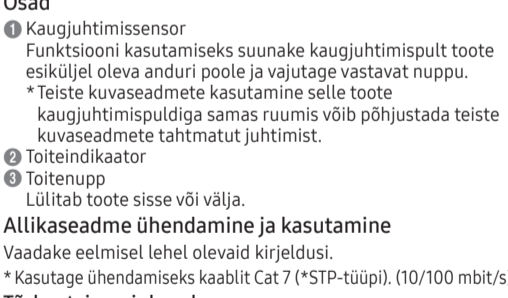 Osad
❶ Kaugjuhtimissensor
Funktsiooni kasutamiseks suunake kaugjuhtimispult toote
esiküljel oleva anduri poole ja vajutage vastavat nuppu.
* Teiste kuvaseadmete kasutamine selle toote
kaugjuhtimispuldiga samas ruumis võib põhjustada teiste
kuvaseadmete tahtmatut juhtimist.
❷ Toiteindikaator
❸ Toitenupp
Lülitab toote sisse või välja.
Allikaseadme ühendamine ja kasutamine
Vaadake eelmisel lehel olevaid kirjeldusi.
* Kasutage ühendamiseks kaablit Cat 7 (*STP-tüüpi). (10/100 mbit/s